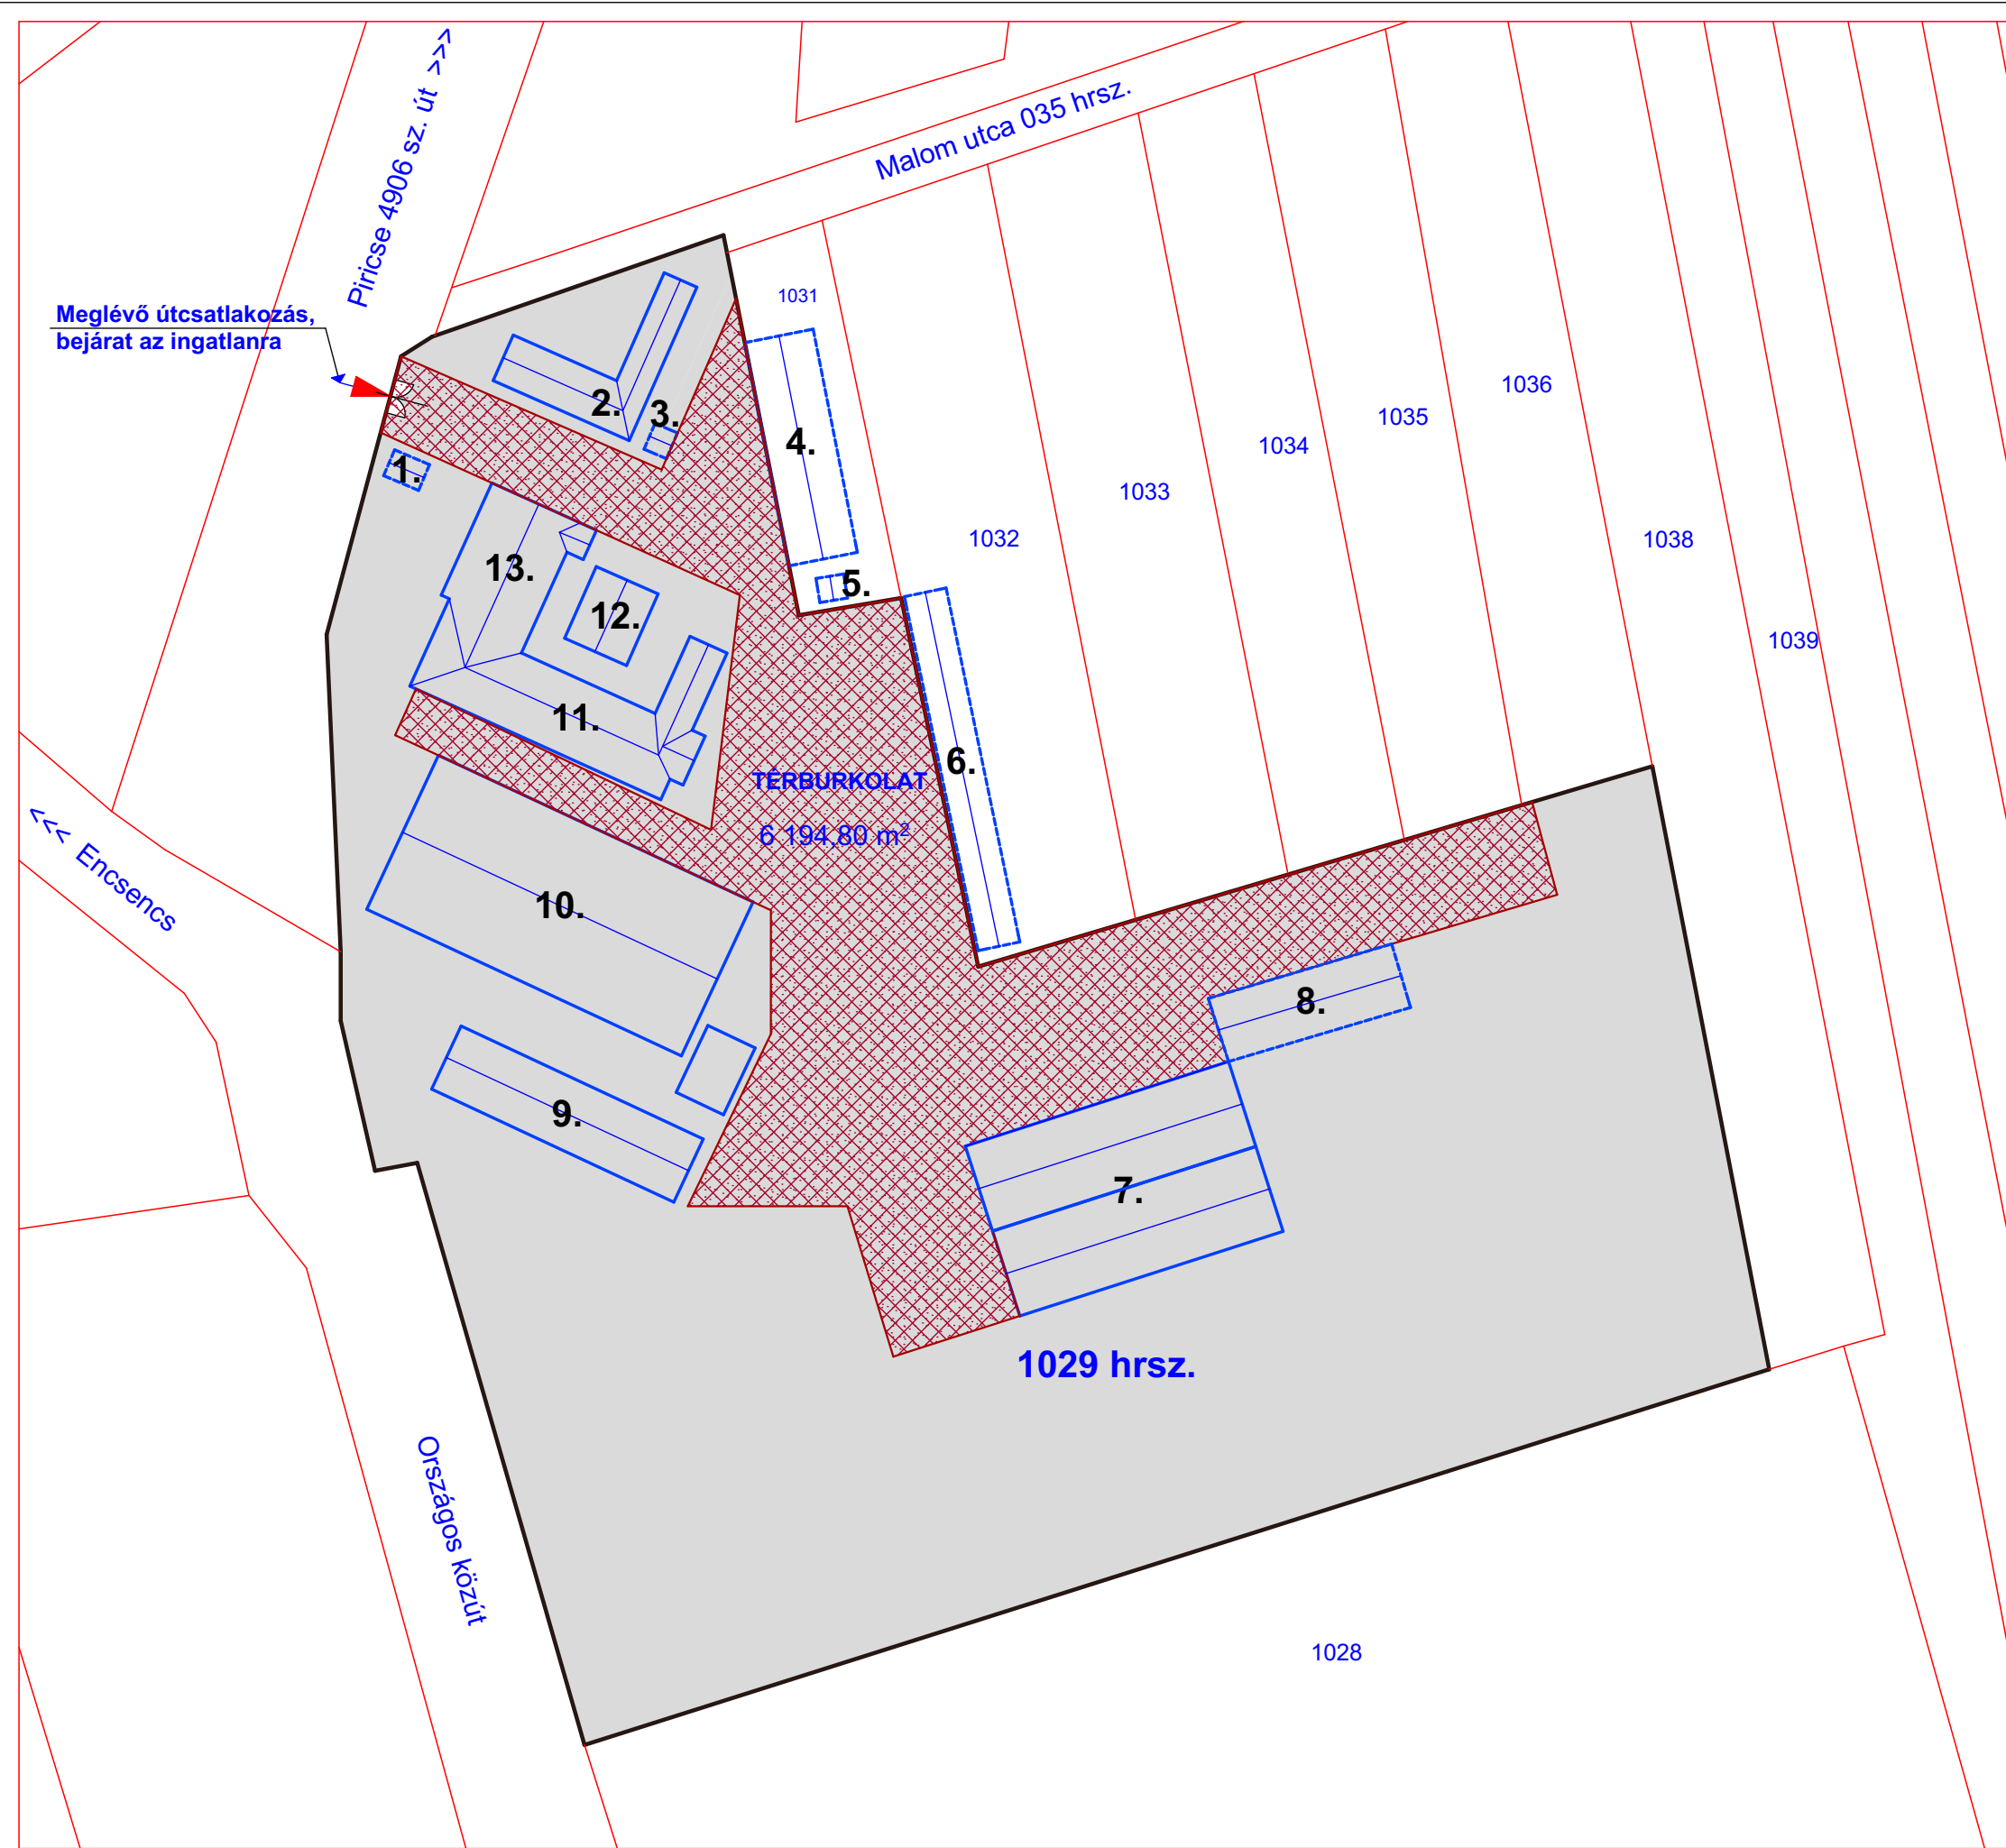 Piricse 4906 sz. út >>>
Malom utca 035 hrsz.
Meglévő útcsatlakozás,
bejárat az ingatlanra
1031
1032
1033
1034
1035
1036
1038
1039
1.
2.
3.
4.
5.
6.
13.
12.
11.
TÉRBURKOLAT
6 194,80 m²
<<< Encsencs
10.
8.
9.
7.
1029 hrsz.
Országos közút
1028